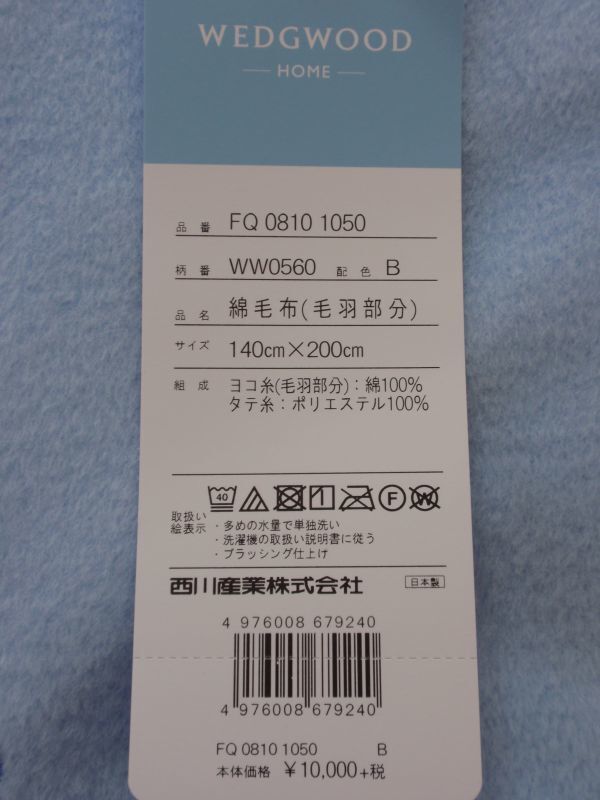 WEDGWOOD
HOME
品番 FQ 0810 1050
柄番 WW0560 配色 B
品名 綿毛布(毛羽部分)
サイズ 140cm×200cm
組成 ヨコ糸(毛羽部分):綿100%
タテ糸:ポリエステル100%
40 F W
取扱い
絵表示
・多めの水量で単独洗い
・洗濯機の取扱い説明書に従う
・ブラッシング仕上げ
西川産業株式会社 日本製
4 976008 679240
4 976008 679240
FQ 0810 1050 B
本体価格 ¥10,000+税